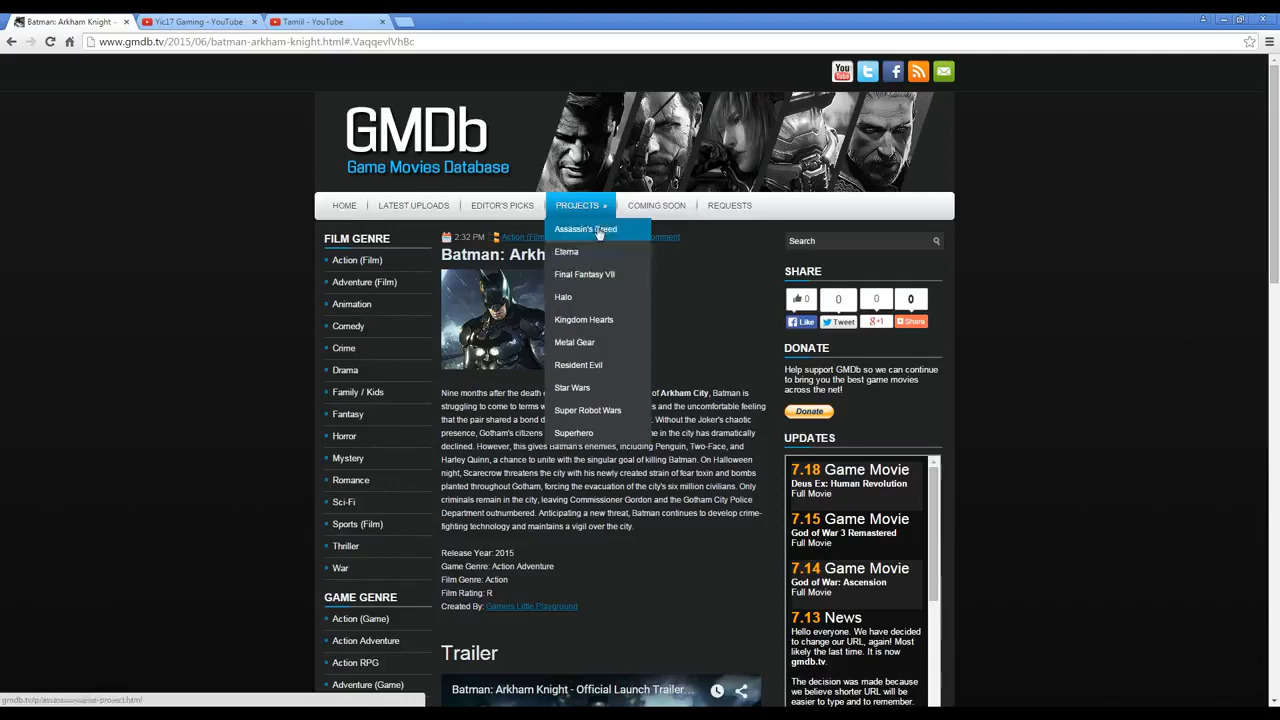 Batman: Arkham Knight -
Yic17 Gaming - YouTube
Tamiil - YouTube
www.gmdb.tv/2015/06/batman-arkham-knight.html#.VaqqevlVhBc
You
Tube
GMDb
Game Movies Database
HOME
LATEST UPLOADS
EDITOR'S PICKS
PROJECTS »
COMING SOON
REQUESTS
Assassin's Creed
Eterna
Final Fantasy VII
Halo
Kingdom Hearts
Metal Gear
Resident Evil
Star Wars
Super Robot Wars
Superhero
FILM GENRE
Action (Film)
Adventure (Film)
Animation
Comedy
Crime
Drama
Family / Kids
Fantasy
Horror
Mystery
Romance
Sci-Fi
Sports (Film)
Thriller
War
GAME GENRE
Action (Game)
Action Adventure
Action RPG
Adventure (Game)
2:32 PM Action (Film
Batman: Arkh
Nine months after the death of Arkham City, Batman is
struggling to come to terms w s and the uncomfortable feeling
that the pair shared a bond d . Without the Joker's chaotic
presence, Gotham's citizens me in the city has dramatically
declined. However, this gives Batman's enemies, including Penguin, Two-Face, and
Harley Quinn, a chance to unite with the singular goal of killing Batman. On Halloween
night, Scarecrow threatens the city with his newly created strain of fear toxin and bombs
planted throughout Gotham, forcing the evacuation of the city's six million civilians. Only
criminals remain in the city, leaving Commissioner Gordon and the Gotham City Police
Department outnumbered. Anticipating a new threat, Batman continues to develop crime-
fighting technology and maintains a vigil over the city.
Release Year: 2015
Game Genre: Action Adventure
Film Genre: Action
Film Rating: R
Created By: Gamers Little Playground
Trailer
Batman: Arkham Knight - Official Launch Trailer...
Search
SHARE
0
0
0
0
Like
Tweet
+1
Share
DONATE
Help support GMDb so we can continue
to bring you the best game movies
across the net!
Donate
UPDATES
7.18 Game Movie
Deus Ex: Human Revolution
Full Movie
7.15 Game Movie
God of War 3 Remastered
Full Movie
7.14 Game Movie
God of War: Ascension
Full Movie
7.13 News
Hello everyone. We have decided
to change our URL, again! Most
likely the last time. It is now
gmdb.tv.
The decision was made because
we believe shorter URL will be
easier to type and to remember.